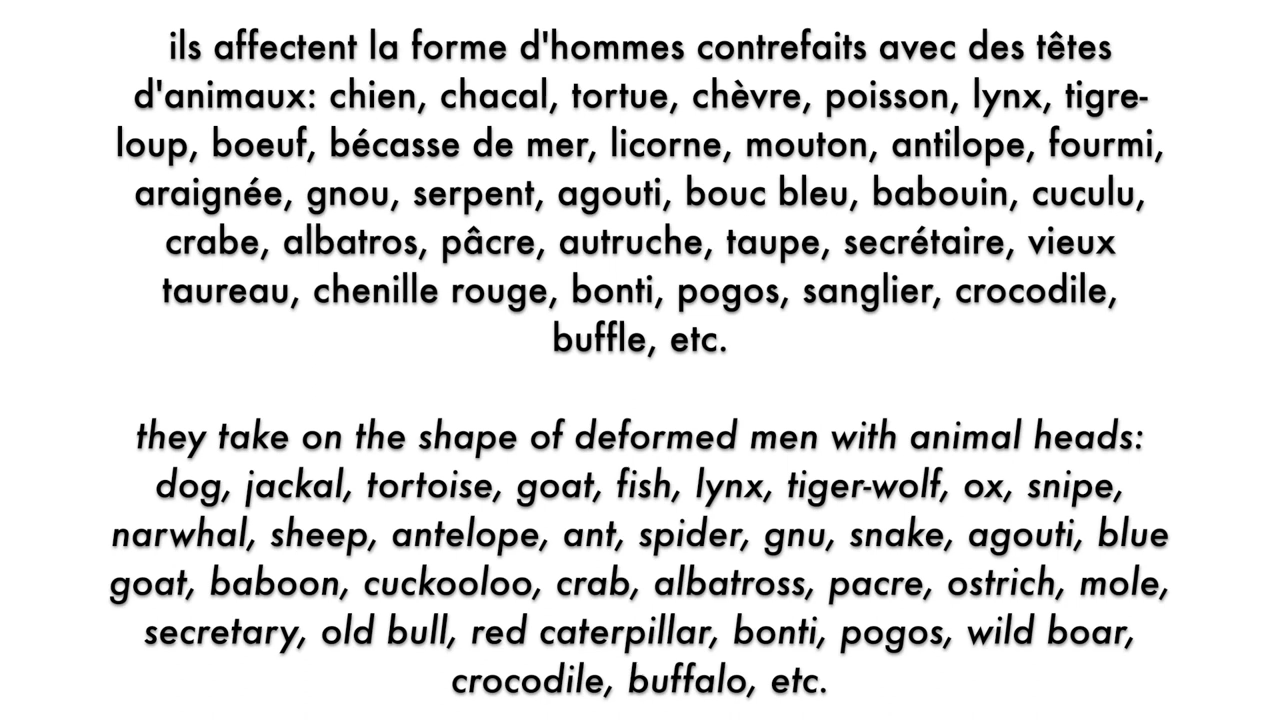 ils affectent la forme d'hommes contrefaits avec des têtes
d'animaux: chien, chacal, tortue, chèvre, poisson, lynx, tigre-
loup, boeuf, bécasse de mer, licorne, mouton, antilope, fourmi,
araignée, gnou, serpent, agouti, bouc bleu, babouin, cuculu,
crabe, albatros, pâcre, autruche, taupe, secrétaire, vieux
taureau, chenille rouge, bonti, pogos, sanglier, crocodile,
buffle, etc.
they take on the shape of deformed men with animal heads:
dog, jackal, tortoise, goat, fish, lynx, tiger-wolf, ox, snipe,
narwhal, sheep, antelope, ant, spider, gnu, snake, agouti, blue
goat, baboon, cuckooloo, crab, albatross, pacre, ostrich, mole,
secretary, old bull, red caterpillar, bonti, pogos, wild boar,
crocodile, buffalo, etc.